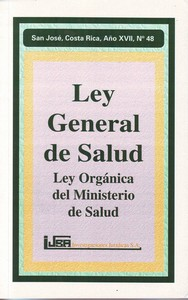 San José, Costa Rica, Año XVII, Nº 48
Ley
General
de Salud
Ley Orgánica
del Ministerio
de Salud
IJSA
Investigaciones Jurídicas S.A.